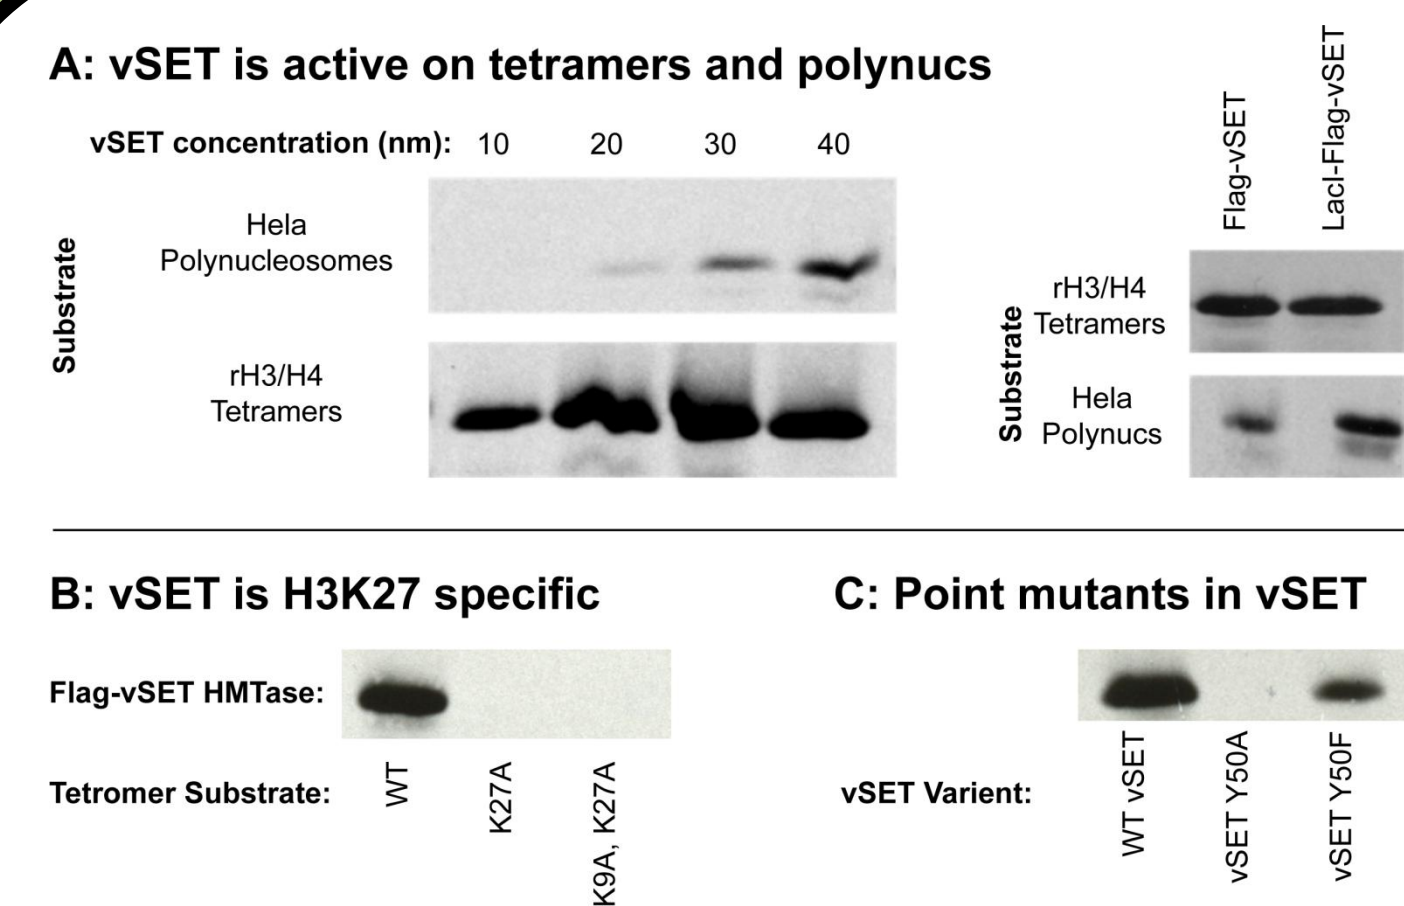 A: vSET is active on tetramers and polynucs
vSET concentration (nm): 10 20 30 40
Substrate
Hela
Polynucleosomes
rH3/H4
Tetramers
Flag-vSET
LacI-Flag-vSET
Substrate
rH3/H4
Tetramers
Hela
Polynucs
B: vSET is H3K27 specific
Flag-vSET HMTase:
Tetromer Substrate:
WT
K27A
K9A, K27A
C: Point mutants in vSET
vSET Varient:
WT vSET
vSET Y50A
vSET Y50F